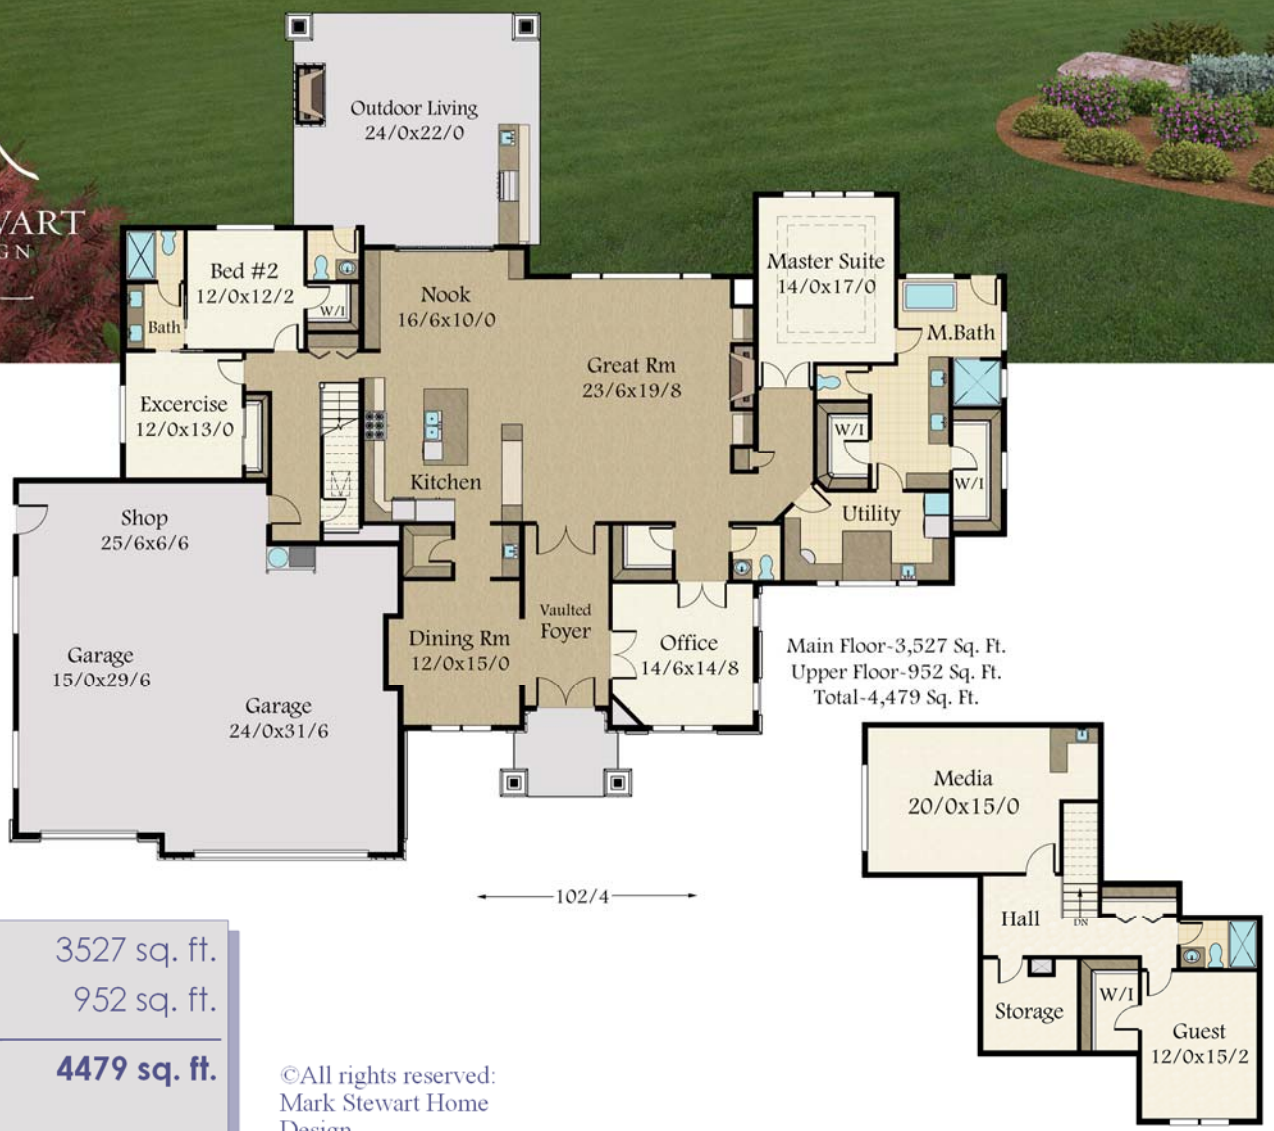 Outdoor Living
24/0x22/0
Bed #2
12/0x12/2
W/I
Bath
Nook
16/6x10/0
Master Suite
14/0x17/0
M.Bath
Great Rm
23/6x19/8
Excercise
12/0x13/0
W/I
W/I
Kitchen
Utility
Shop
25/6x6/6
Vaulted
Foyer
Dining Rm
12/0x15/0
Office
14/6x14/8
Garage
15/0x29/6
Garage
24/0x31/6
Main Floor-3,527 Sq. Ft.
Upper Floor-952 Sq. Ft.
Total-4,479 Sq. Ft.
Media
20/0x15/0
102/4
Hall
DN
W/I
Storage
Guest
12/0x15/2
3527 sq. ft.
952 sq. ft.
4479 sq. ft.
©All rights reserved:
Mark Stewart Home
Design